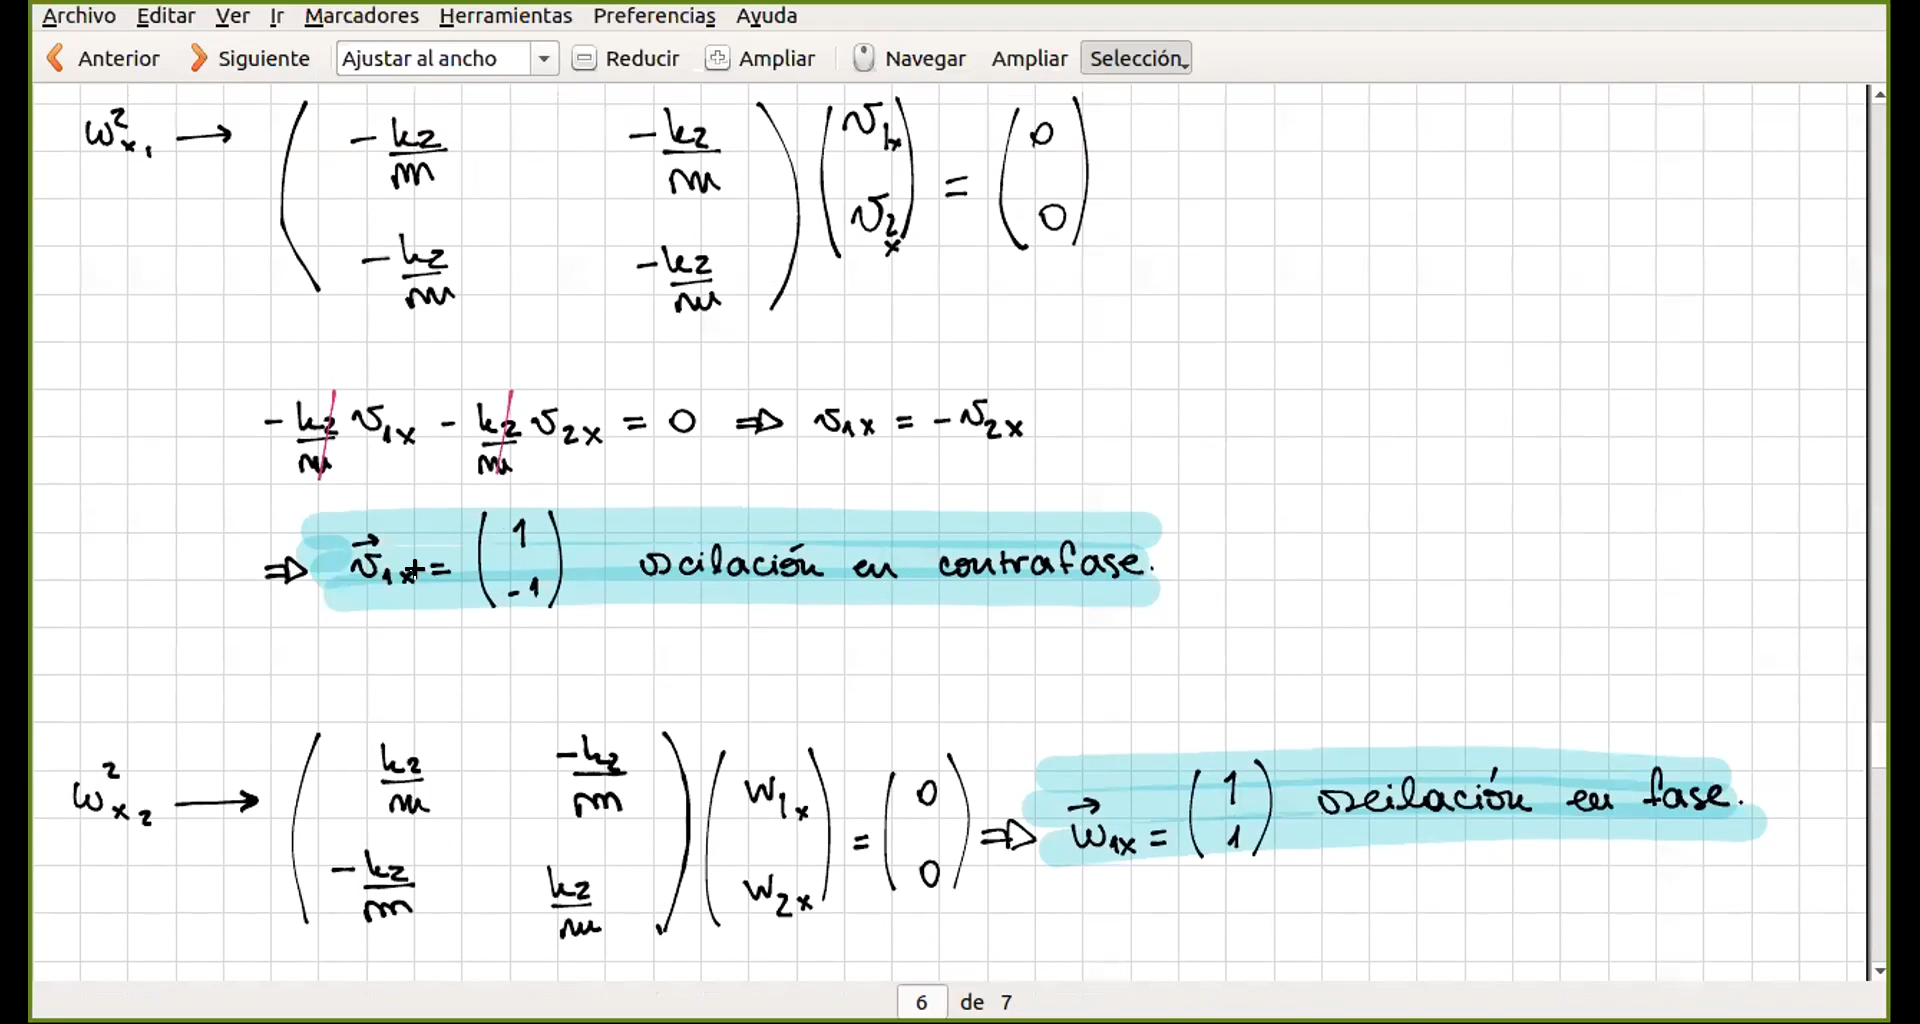 Archivo Editar Ver Ir Marcadores Herramientas Preferencias Ayuda
Anterior Siguiente Ajustar al ancho Reducir Ampliar Navegar Ampliar Selección
ω²ₓ₁ → ( -k2/m -k2/m ; -k2/m -k2/m ) ( v1x ; v2x ) = ( 0 ; 0 )
-k2/m v1x - k2/m v2x = 0 ⇒ v1x = -v2x
⇒ v⃗1x = ( 1 ; -1 ) oscilación en contrafase.
ω²ₓ₂ → ( k2/m -k2/m ; -k2/m k2/m ) ( w1x ; w2x ) = ( 0 ; 0 ) ⇒ w⃗1x = ( 1 ; 1 ) oscilación en fase.
6 de 7